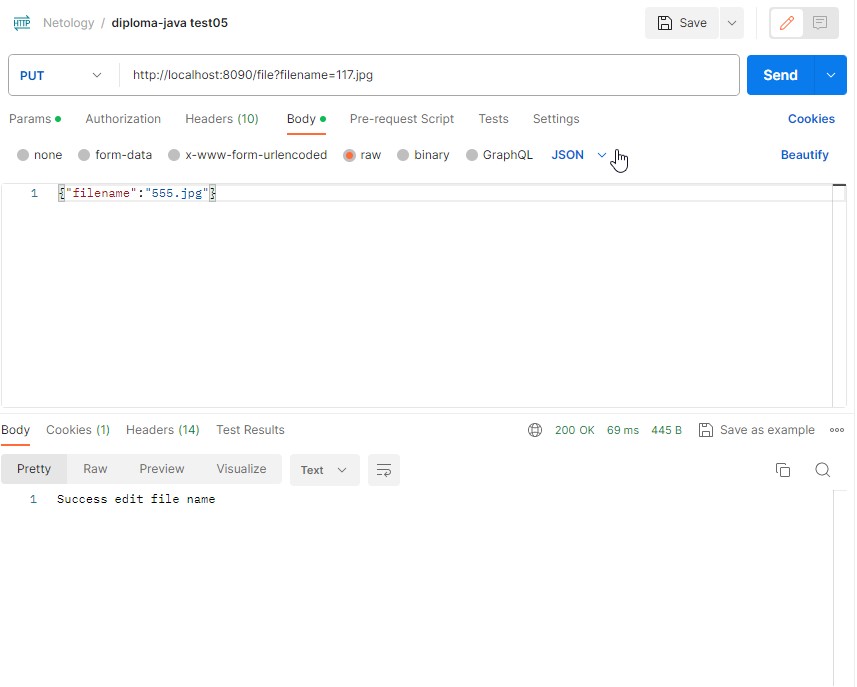 HTTP Netology / diploma-java test05 Save
PUT http://localhost:8090/file?filename=117.jpg Send
Params Authorization Headers (10) Body Pre-request Script Tests Settings Cookies
none form-data x-www-form-urlencoded raw binary GraphQL JSON Beautify
1 {"filename":"555.jpg"}
Body Cookies (1) Headers (14) Test Results 200 OK 69 ms 445 B Save as example
Pretty Raw Preview Visualize Text
1 Success edit file name